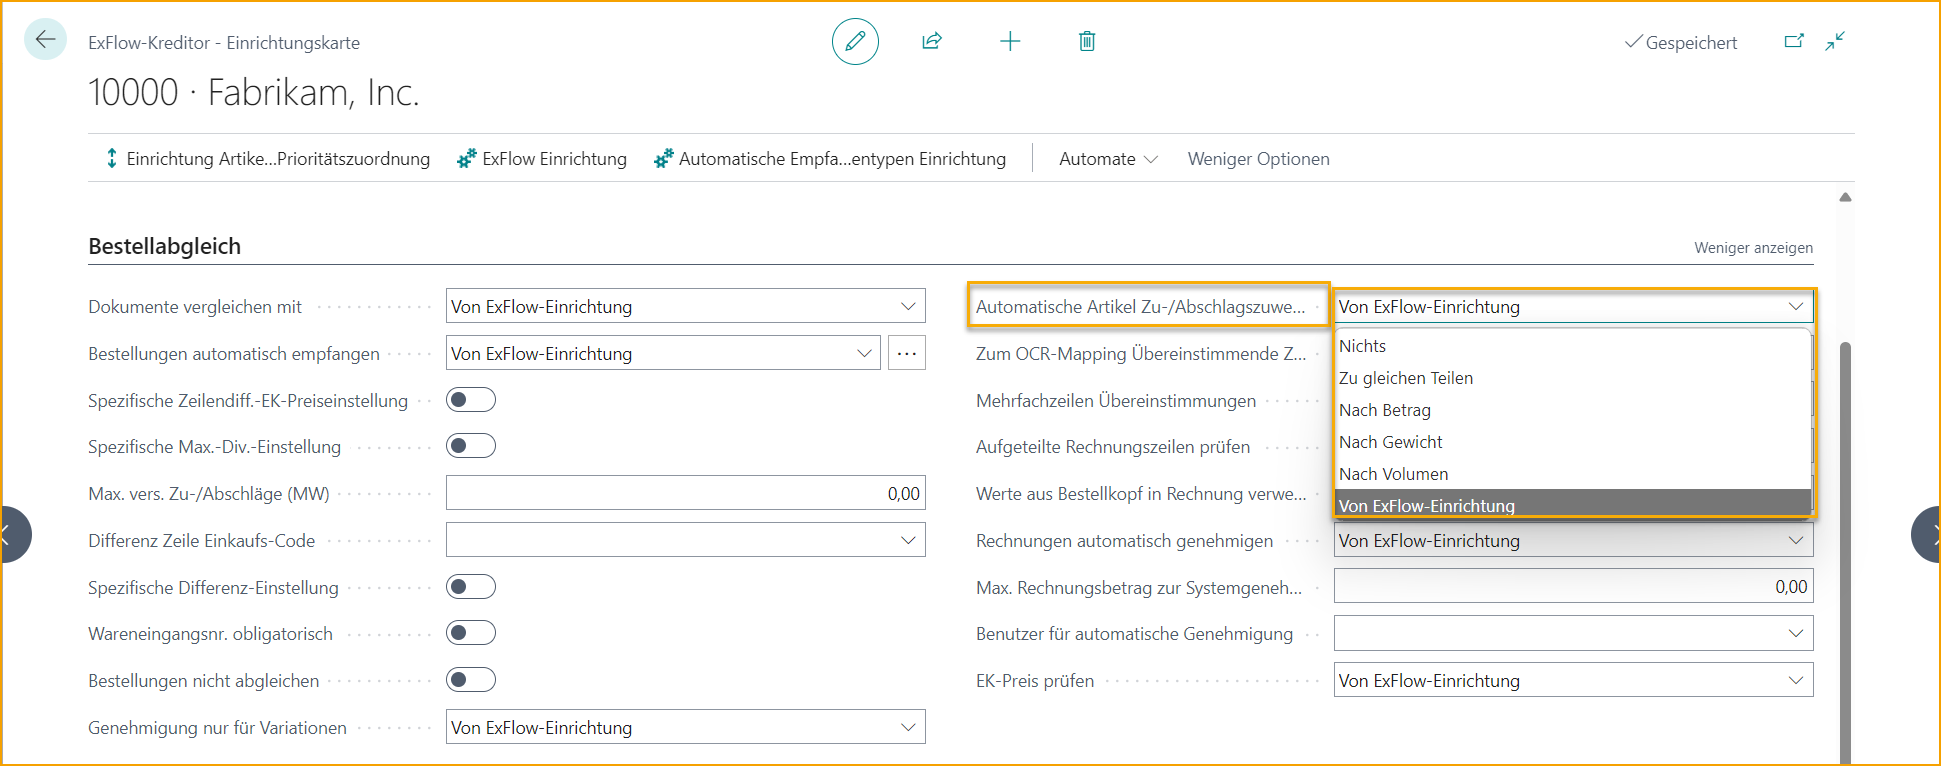 ExFlow-Kreditor - Einrichtungskarte
Gespeichert
10000 · Fabrikam, Inc.
Einrichtung Artike...Prioritätszuordnung
ExFlow Einrichtung
Automatische Empfa...entypen Einrichtung
Automate
Weniger Optionen
Bestellabgleich
Weniger anzeigen
Dokumente vergleichen mit
Von ExFlow-Einrichtung
Bestellungen automatisch empfangen
Von ExFlow-Einrichtung
...
Spezifische Zeilendiff.-EK-Preiseinstellung
Spezifische Max.-Div.-Einstellung
Max. vers. Zu-/Abschläge (MW)
0,00
Differenz Zeile Einkaufs-Code
Spezifische Differenz-Einstellung
Wareneingangsnr. obligatorisch
Bestellungen nicht abgleichen
Genehmigung nur für Variationen
Von ExFlow-Einrichtung
Automatische Artikel Zu-/Abschlagszuwe...
Von ExFlow-Einrichtung
Nichts
Zu gleichen Teilen
Nach Betrag
Nach Gewicht
Nach Volumen
Von ExFlow-Einrichtung
Zum OCR-Mapping Übereinstimmende Z...
Mehrfachzeilen Übereinstimmungen
Aufgeteilte Rechnungszeilen prüfen
Werte aus Bestellkopf in Rechnung verwe...
Rechnungen automatisch genehmigen
Von ExFlow-Einrichtung
Max. Rechnungsbetrag zur Systemgeneh...
0,00
Benutzer für automatische Genehmigung
EK-Preis prüfen
Von ExFlow-Einrichtung